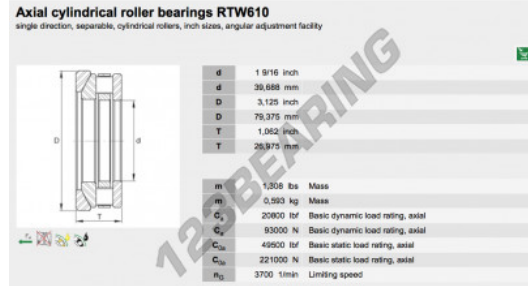 Axial cylindrical roller bearings RTW610
single direction, separable, cylindrical rollers, inch sizes, angular adjustment facility
d 1 9/16 inch
d 39,688 mm
D 3,125 inch
D 79,375 mm
T 1,062 inch
T 26,975 mm
D d
T
m 1,308 lbs Mass
m 0,593 kg Mass
Ca 20800 lbf Basic dynamic load rating, axial
Ca 93000 N Basic dynamic load rating, axial
C0a 49500 lbf Basic static load rating, axial
C0a 221000 N Basic static load rating, axial
nG 3700 1/min Limiting speed
123BEARING